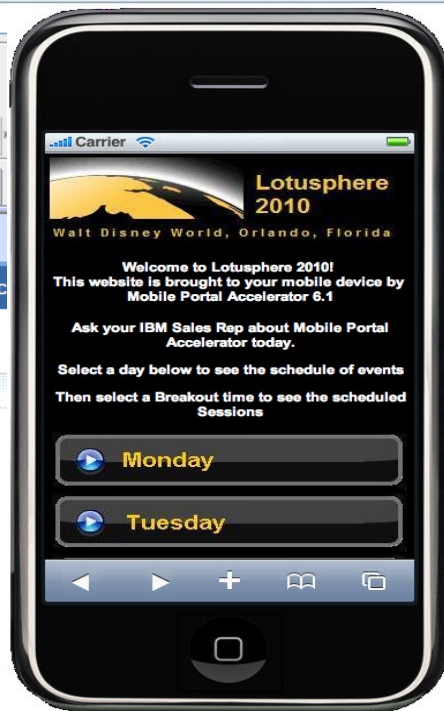 Carrier
Lotusphere
2010
Walt Disney World, Orlando, Florida
Welcome to Lotusphere 2010!
This website is brought to your mobile device by
Mobile Portal Accelerator 6.1
Ask your IBM Sales Rep about Mobile Portal
Accelerator today.
Select a day below to see the schedule of events
Then select a Breakout time to see the scheduled
Sessions
Monday
Tuesday